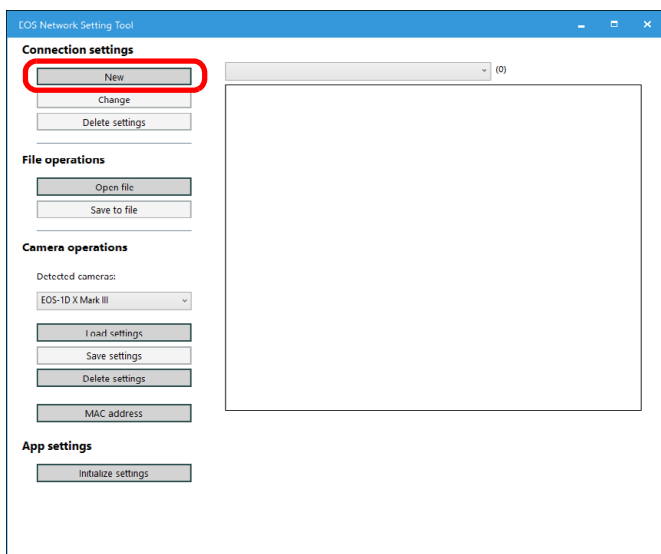 EOS Network Setting Tool
Connection settings
New
(0)
Change
Delete settings
File operations
Open file
Save to file
Camera operations
Detected cameras:
EOS-1D X Mark III
Load settings
Save settings
Delete settings
MAC address
App settings
Initialize settings